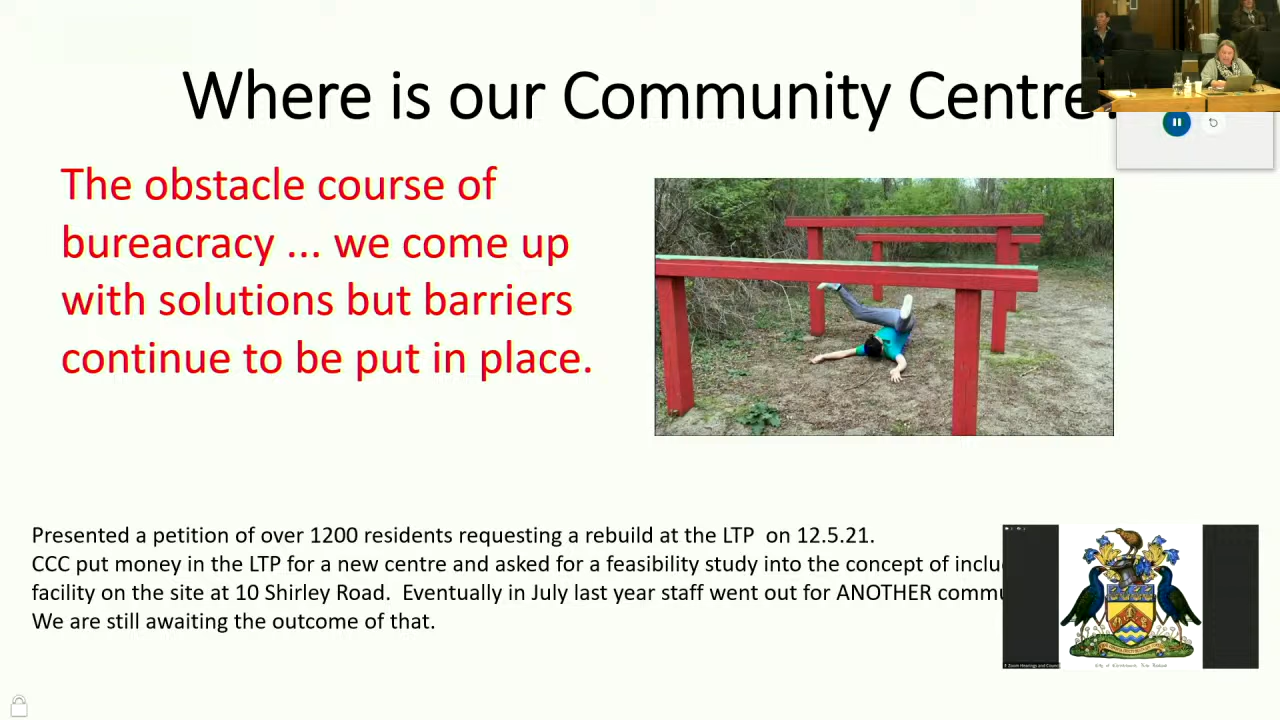 Where is our Community Centre
The obstacle course of
bureacracy ... we come up
with solutions but barriers
continue to be put in place.
Presented a petition of over 1200 residents requesting a rebuild at the LTP on 12.5.21.
CCC put money in the LTP for a new centre and asked for a feasibility study into the concept of
facility on the site at 10 Shirley Road. Eventually in July last year staff went out for ANOTHER
We are still awaiting the outcome of that.